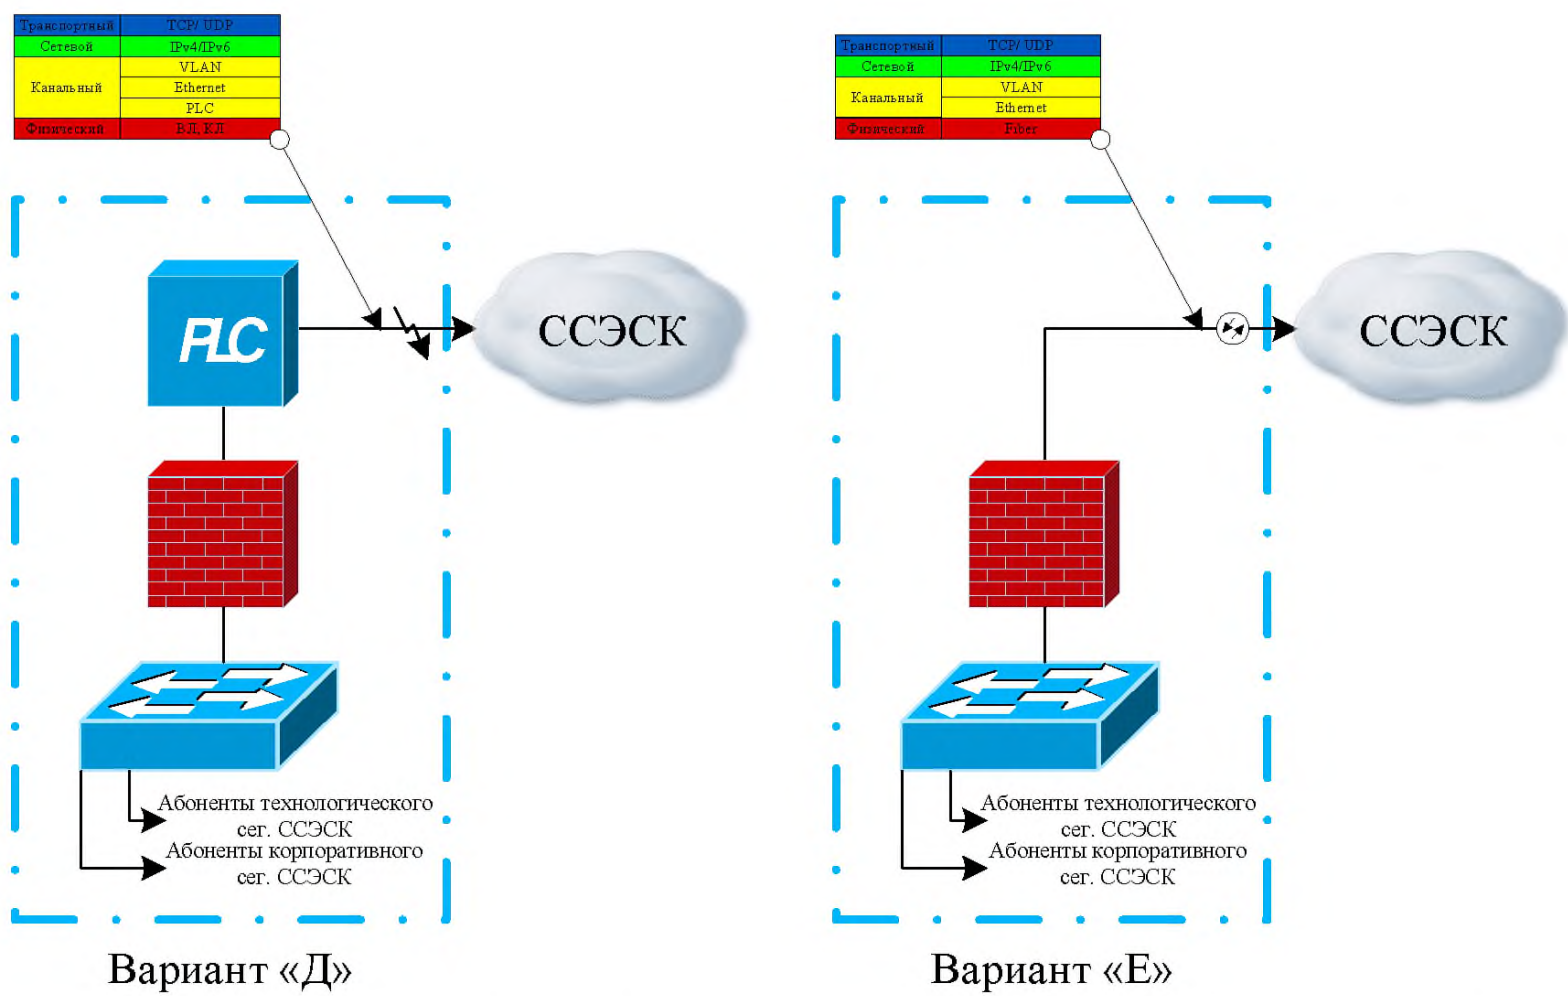 Транспортный TCP/ UDP
Сетевой IPv4/IPv6
Канальный VLAN
Ethernet
PLC
Физический ВЛ, КЛ
PLC
ССЭСК
Абоненты технологического
сег. ССЭСК
Абоненты корпоративного
сег. ССЭСК
Вариант «Д»
Транспортный TCP/ UDP
Сетевой IPv4/IPv6
Канальный VLAN
Ethernet
Физический Fiber
ССЭСК
Абоненты технологического
сег. ССЭСК
Абоненты корпоративного
сег. ССЭСК
Вариант «Е»